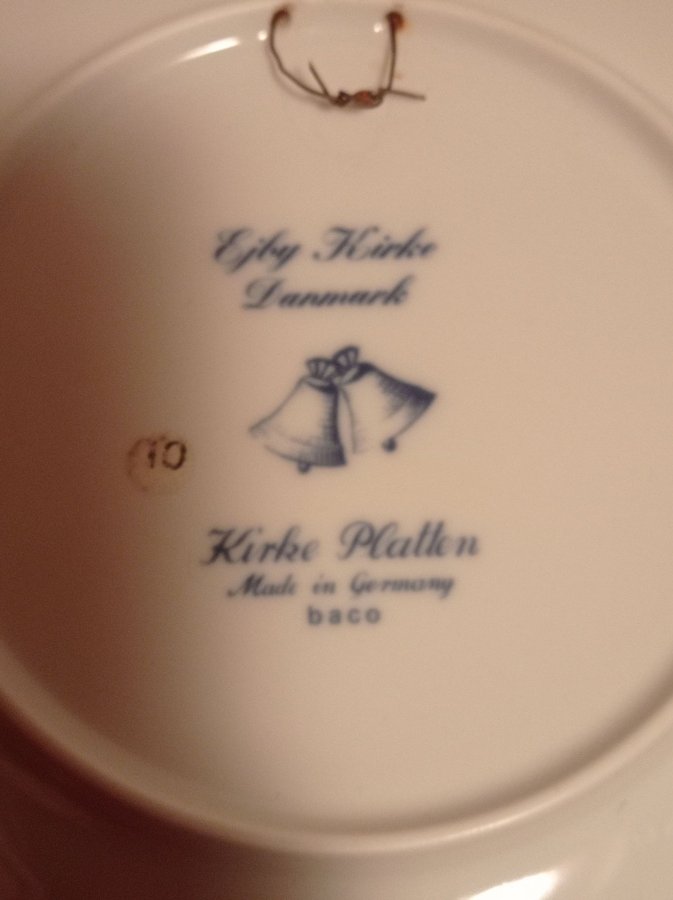 Ejby Kirke
Danmark
10
Kirke Platten
Made in Germany
baco